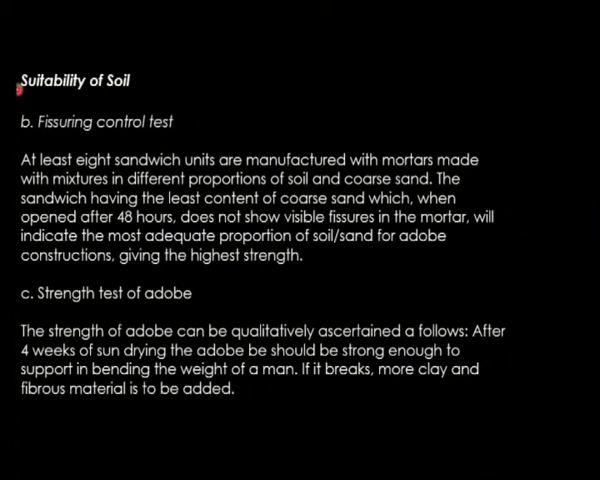 Suitability of Soil
b. Fissuring control test
At least eight sandwich units are manufactured with mortars made
with mixtures in different proportions of soil and coarse sand. The
sandwich having the least content of coarse sand which, when
opened after 48 hours, does not show visible fissures in the mortar, will
indicate the most adequate proportion of soil/sand for adobe
constructions, giving the highest strength.
c. Strength test of adobe
The strength of adobe can be qualitatively ascertained a follows: After
4 weeks of sun drying the adobe be should be strong enough to
support in bending the weight of a man. If it breaks, more clay and
fibrous material is to be added.